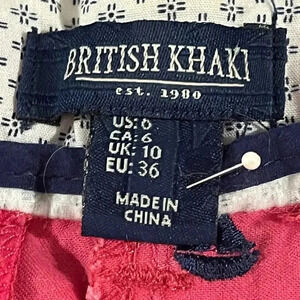 BRITISH KHAKI
est. 1980
US: 6
CA: 6
UK: 10
EU: 36
MADE IN
CHINA